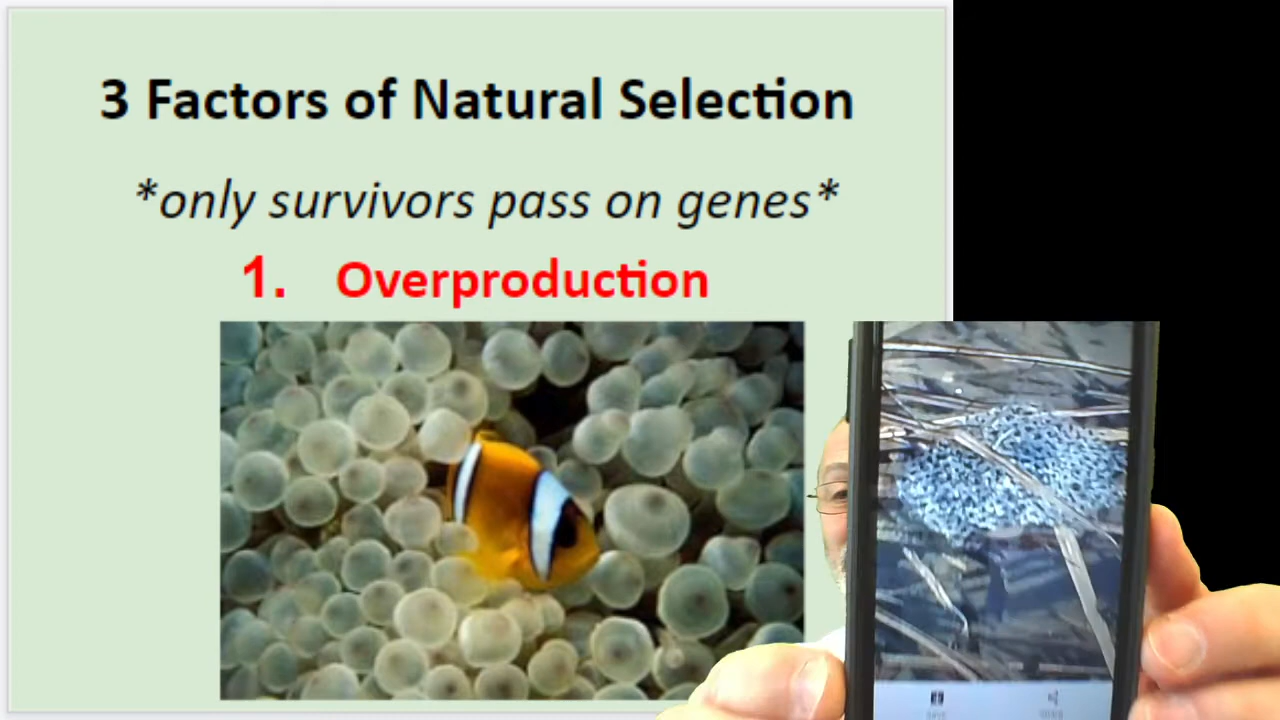 3 Factors of Natural Selection
*only survivors pass on genes*
1. Overproduction